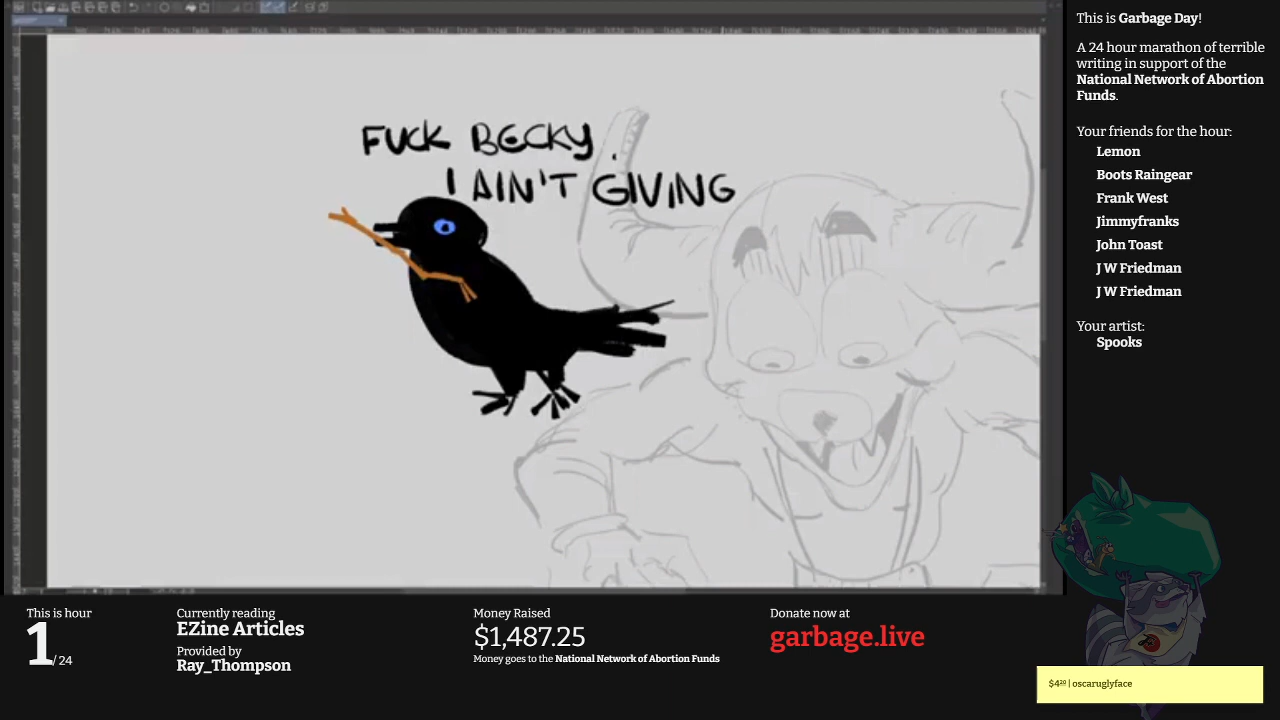 FUCK BECKY.
I AIN'T GIVING
This is Garbage Day!
A 24 hour marathon of terrible
writing in support of the
National Network of Abortion
Funds.
Your friends for the hour:
Lemon
Boots Raingear
Frank West
Jimmyfranks
John Toast
J W Friedman
J W Friedman
Your artist:
Spooks
This is hour
1/ 24
Currently reading
EZine Articles
Provided by
Ray_Thompson
Money Raised
$1,487.25
Money goes to the National Network of Abortion Funds
Donate now at
garbage.live
$4²⁰ | oscaruglyface